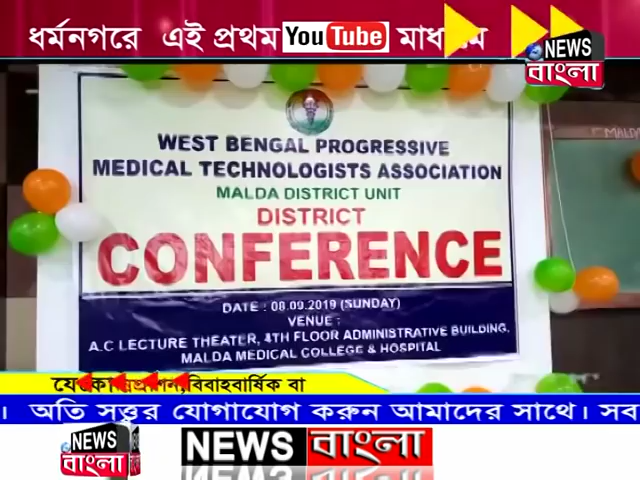 ধর্মনগরে এই প্রথম YouTube মাধ্যমে
NEWS
বাংলা
WEST BENGAL PROGRESSIVE
MEDICAL TECHNOLOGISTS ASSOCIATION
MALDA DISTRICT UNIT
DISTRICT
CONFERENCE
DATE : 08.09.2019 (SUNDAY)
VENUE :
A.C LECTURE THEATER, 4TH FLOOR ADMINISTRATIVE BUILDING.
MALDA MEDICAL COLLEGE & HOSPITAL
বিবাহবার্ষিক বা
। অতি সত্ত্বর যোগাযোগ করুন আমাদের সাথে। সব
NEWS
বাংলা
NEWS বাংলা